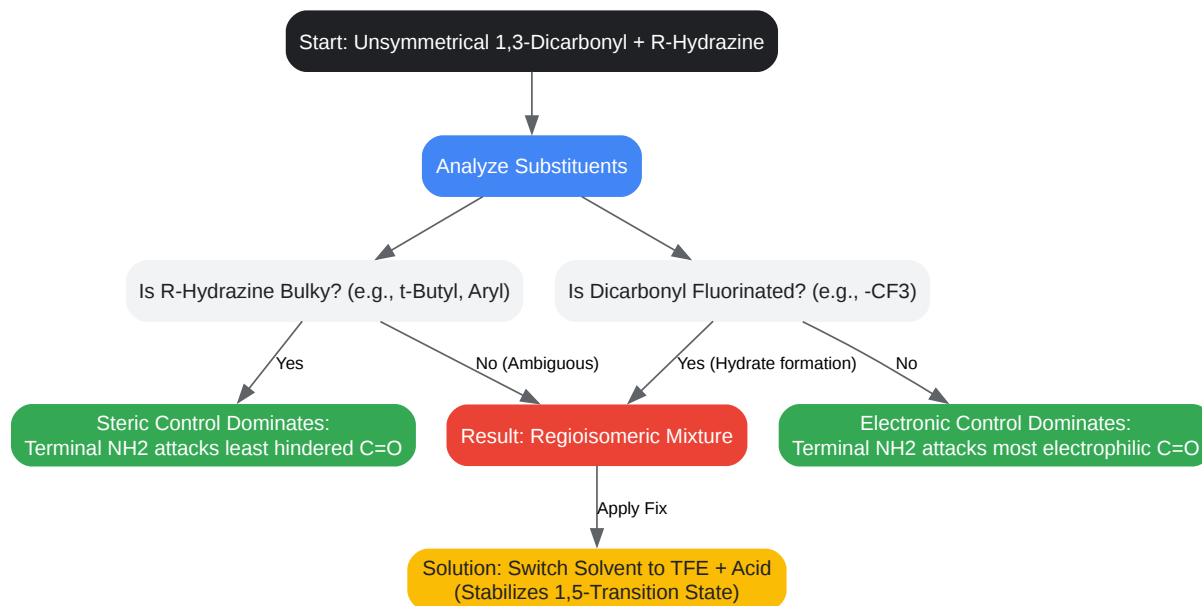 Start: Unsymmetrical 1,3-Dicarbonyl + R-Hydrazine
Analyze Substituents
Is R-Hydrazine Bulky? (e.g., t-Butyl, Aryl)
Is Dicarbonyl Fluorinated? (e.g., -CF3)
Yes
No (Ambiguous)
Yes (Hydrate formation)
No
Steric Control Dominates:
Terminal NH2 attacks least hindered C=O
Result: Regioisomeric Mixture
Electronic Control Dominates:
Terminal NH2 attacks most electrophilic C=O
Apply Fix
Solution: Switch Solvent to TFE + Acid
(Stabilizes 1,5-Transition State)